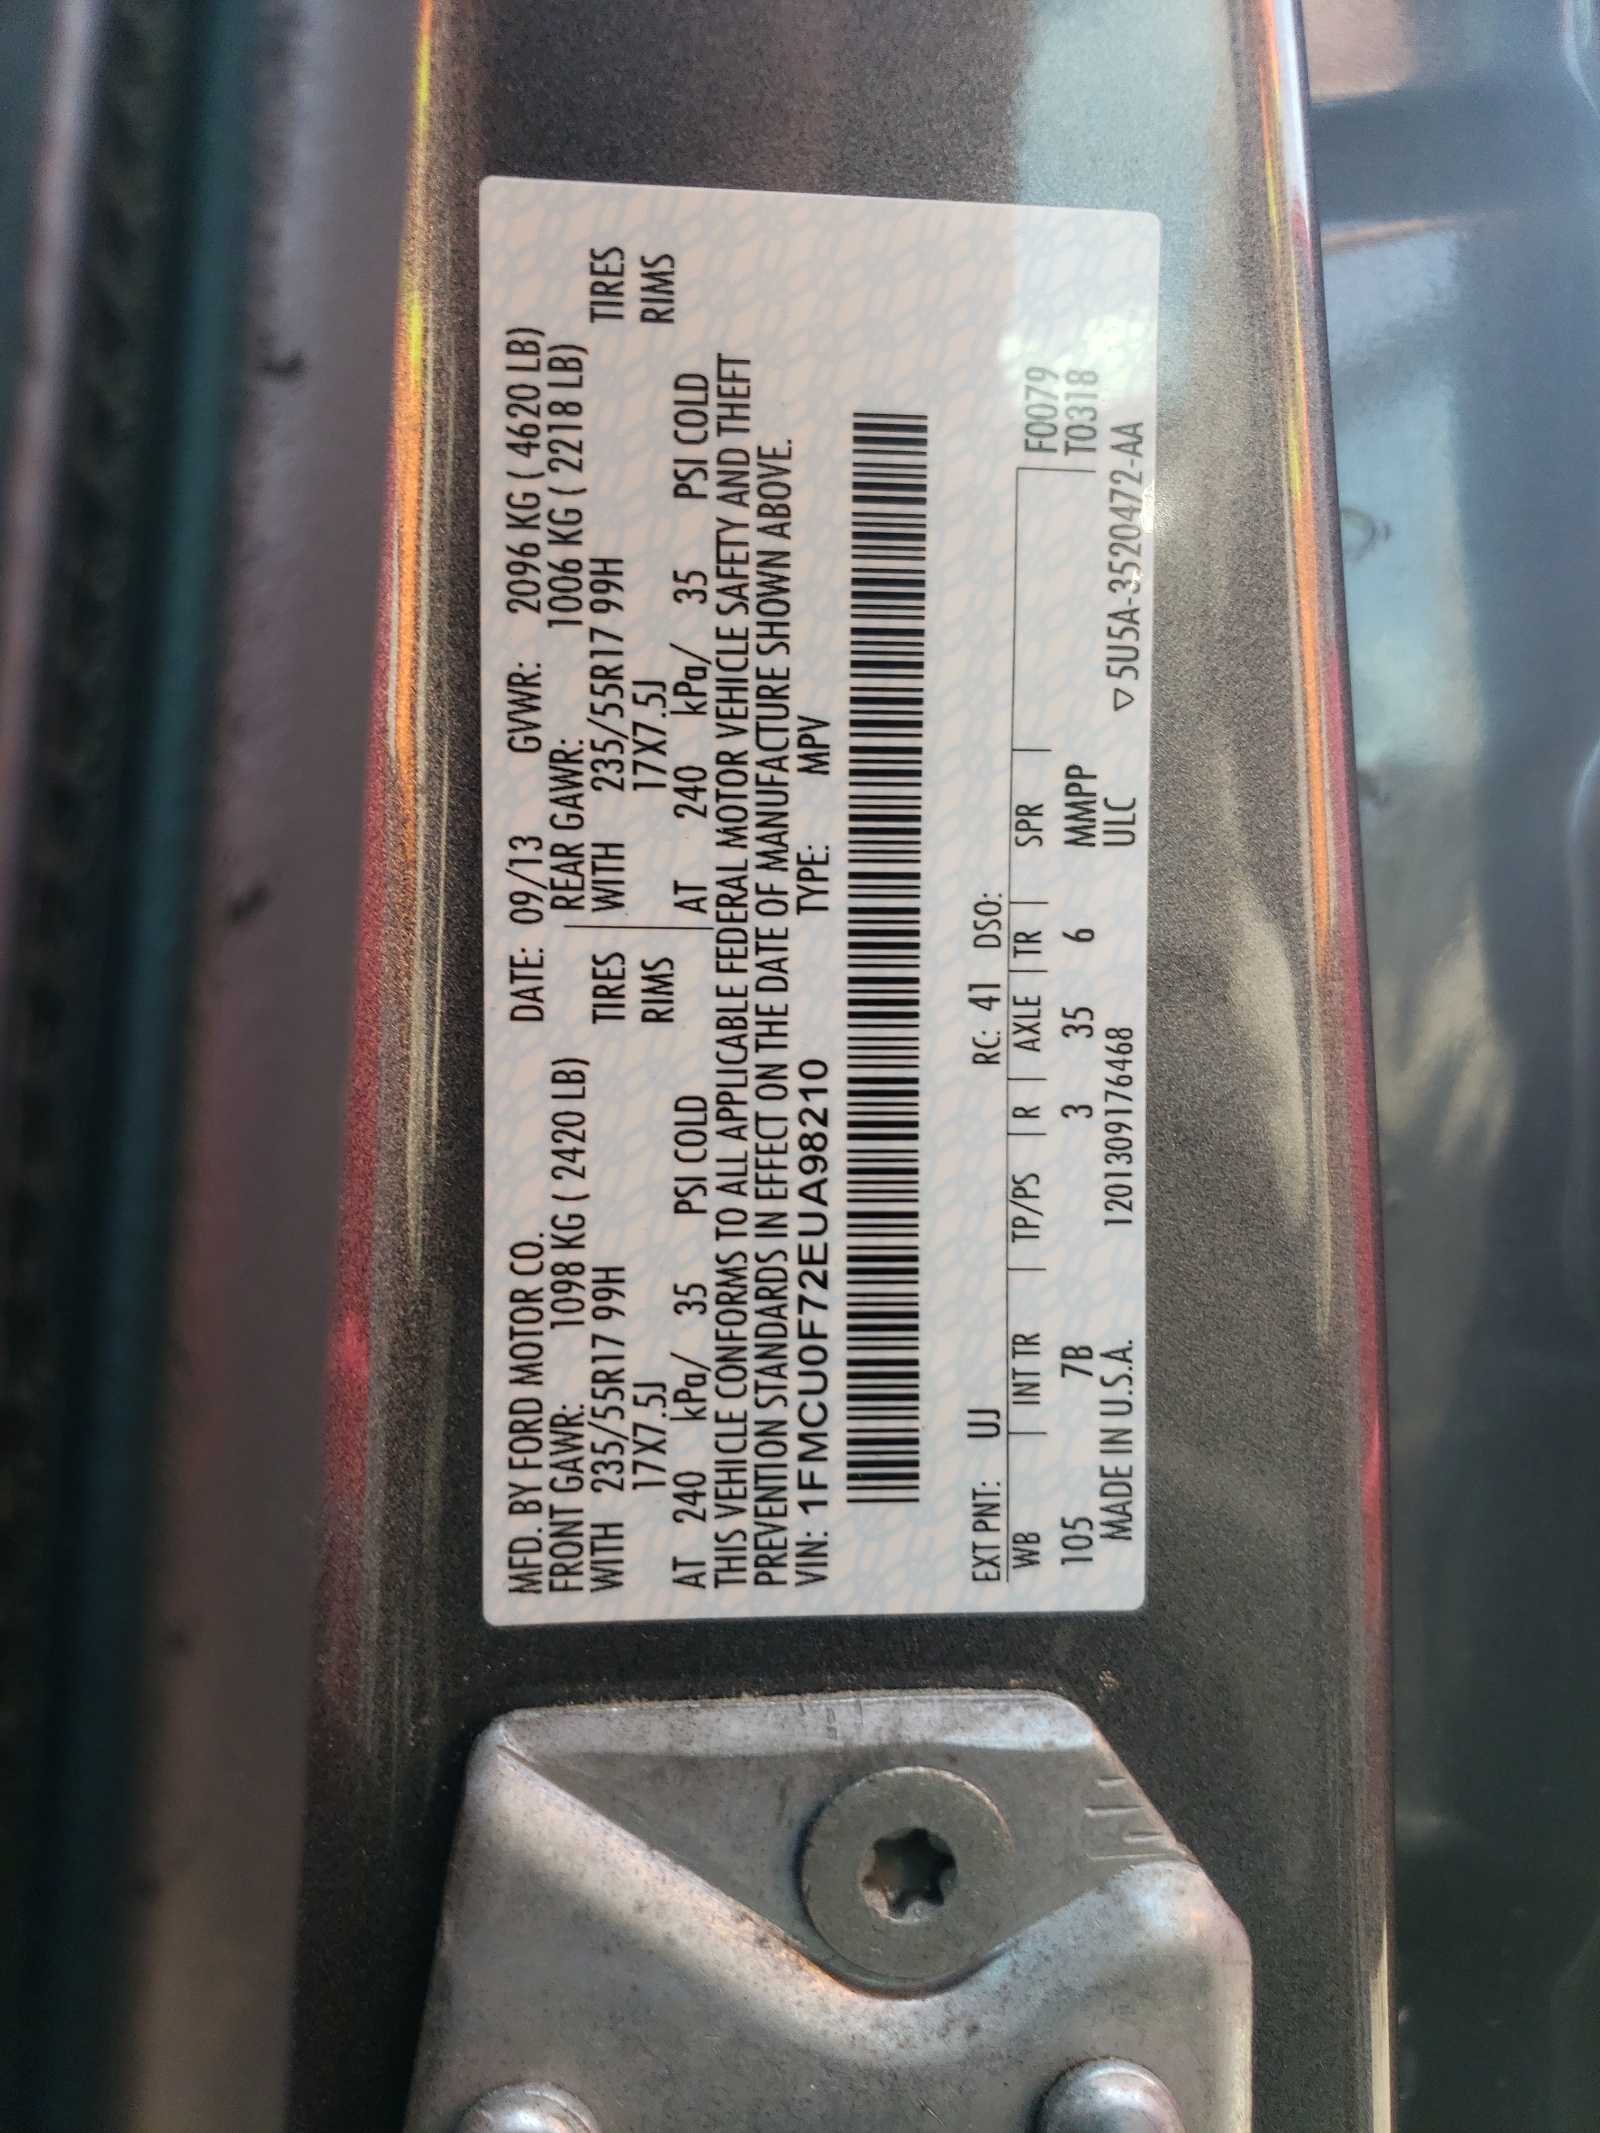 MFD. BY FORD MOTOR CO. DATE: 09/13 GVWR: 2096 KG ( 4620 LB)
FRONT GAWR: 1098 KG ( 2420 LB) REAR GAWR: 1006 KG ( 2218 LB)
WITH 235/55R17 99H TIRES WITH 235/55R17 99H TIRES
17X7.5J RIMS 17X7.5J RIMS
AT 240 kPa/ 35 PSI COLD AT 240 kPa/ 35 PSI COLD
THIS VEHICLE CONFORMS TO ALL APPLICABLE FEDERAL MOTOR VEHICLE SAFETY AND THEFT
PREVENTION STANDARDS IN EFFECT ON THE DATE OF MANUFACTURE SHOWN ABOVE.
VIN: 1FMCU0F72EUA98210 TYPE: MPV
EXT PNT: UJ RC: 41 DSO:
WB INT TR TP/PS R AXLE TR SPR F0079
105 7B 3 35 6 MMPP T0318
MADE IN U.S.A. 1201309176468 ULC ▽5U5A-3520472-AA